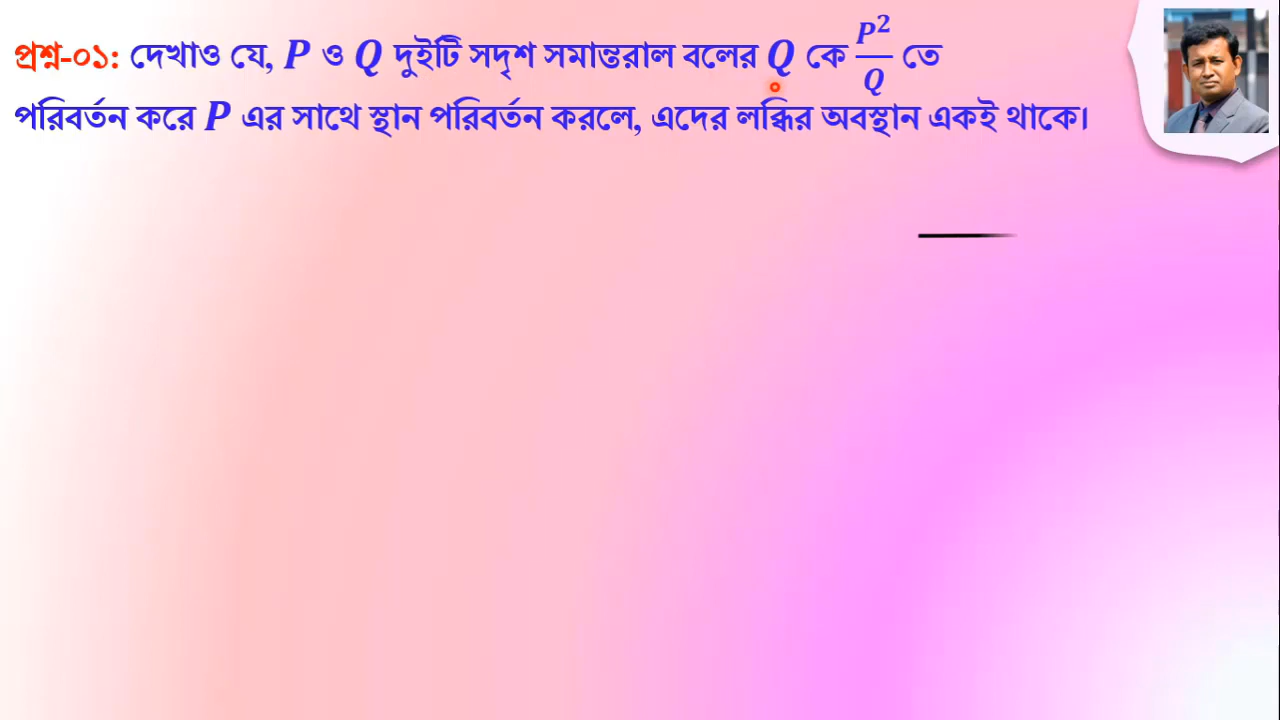 প্রশ্ন-০১: দেখাও যে, P ও Q দুইটি সদৃশ সমান্তরাল বলের Q কে P²/Q তে
পরিবর্তন করে P এর সাথে স্থান পরিবর্তন করলে, এদের লব্ধির অবস্থান একই থাকে।